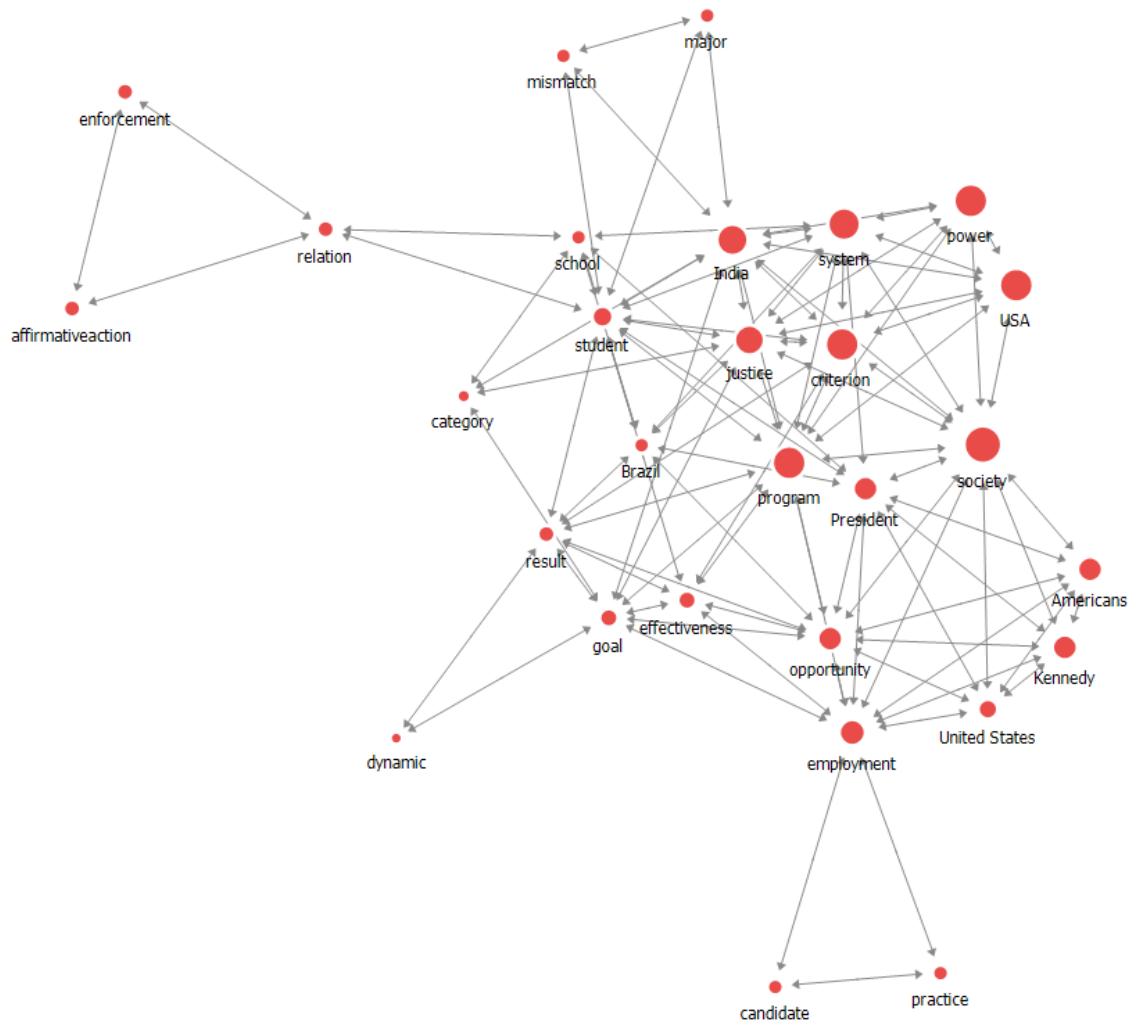 major
mismatch
enforcement
power
relation
school
India
system
affirmativeaction
USA
student
justice
criterion
category
Brazil
program
society
President
result
Americans
effectiveness
goal
opportunity
Kennedy
United States
dynamic
employment
practice
candidate